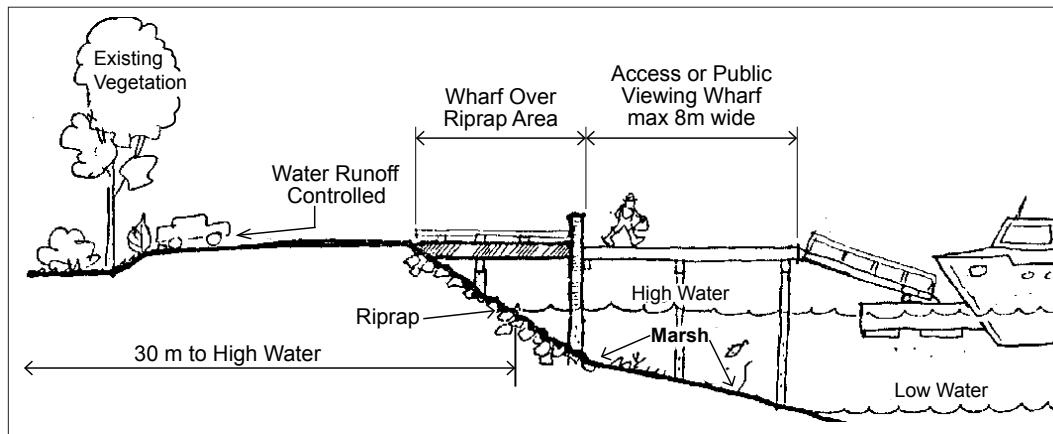 Existing
Vegetation
Wharf Over
Riprap Area
Access or Public
Viewing Wharf
max 8m wide
Water Runoff
Controlled
High Water
Riprap
Marsh
30 m to High Water
Low Water